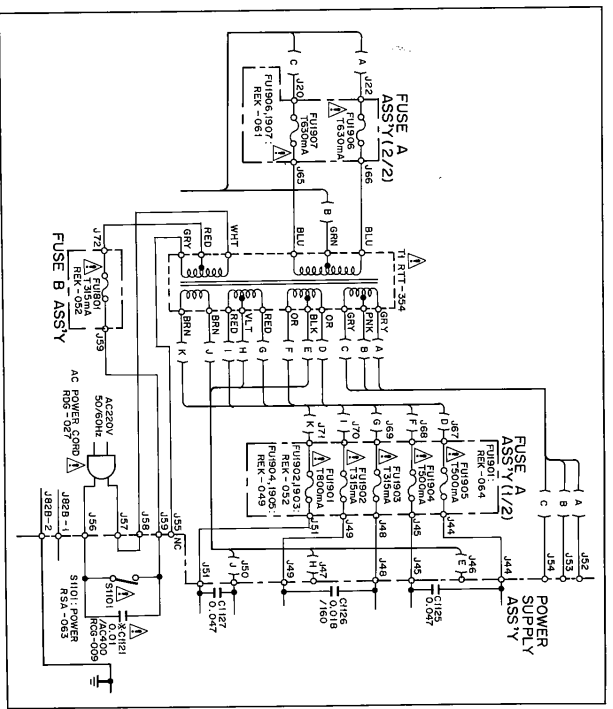 FUSE A
ASS'Y (2/2)
C
A
J20
J22
FU1906,1907:
REK-061
FU1907
T630mA
FU1906
T630mA
J65
J66
B
BLU
GRN
BLU
T1 RTT-354
GRY
RED
WHT
J72
FU1801
T315mA
REK-052
J59
FUSE B ASS'Y
BRN
BRN
RED
VLT
RED
OR
BLK
OR
GRY
PNK
GRY
K
J
I
H
G
F
E
D
C
B
A
FUSE A
ASS'Y (1/2)
K
I
G
F
D
J71
J70
J69
J68
J67
FU1901
T800mA
FU1902
T315mA
FU1903
T315mA
FU1904
T500mA
FU1905
T500mA
FU1901:
REK-064
FU1902,1903:
REK-052
FU1904,1905:
REK-049
J51
J49
J48
J45
J44
AC220V
50/60Hz
AC POWER CORD
RDG-027
J82B-2
J82B-1
J56
J57
J58
J59
J55
NC
J51
J
J50
J49
H
J47
J48
J45
E
J46
J44
C
B
A
J54
J53
J52
POWER
SUPPLY
ASS'Y
C1127
0.047
C1126
0.018
/160
C1125
0.047
S1101
S1101: POWER
RSA-063
C1121
0.01
/AC400
RCG-009